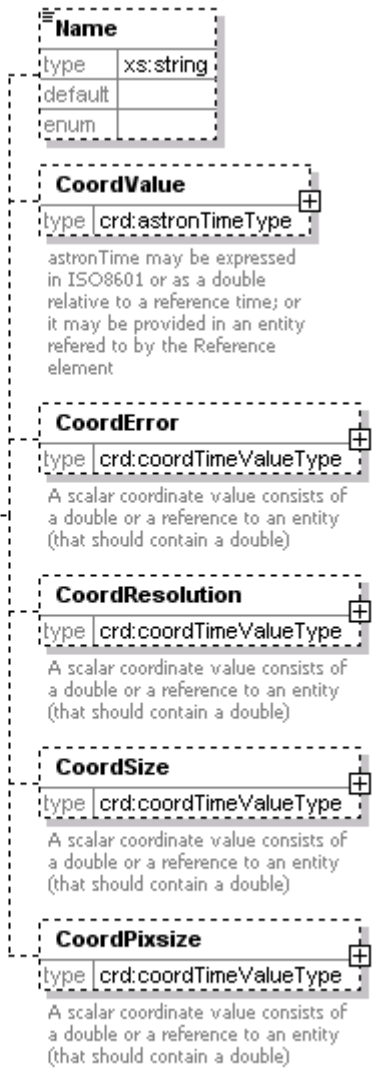 Name
type xs:string
default
enum
CoordValue
type crd:astronTimeType
astronTime may be expressed
in ISO8601 or as a double
relative to a reference time; or
it may be provided in an entity
refered to by the Reference
element
CoordError
type crd:coordTimeValueType
A scalar coordinate value consists of
a double or a reference to an entity
(that should contain a double)
CoordResolution
type crd:coordTimeValueType
A scalar coordinate value consists of
a double or a reference to an entity
(that should contain a double)
CoordSize
type crd:coordTimeValueType
A scalar coordinate value consists of
a double or a reference to an entity
(that should contain a double)
CoordPixsize
type crd:coordTimeValueType
A scalar coordinate value consists of
a double or a reference to an entity
(that should contain a double)